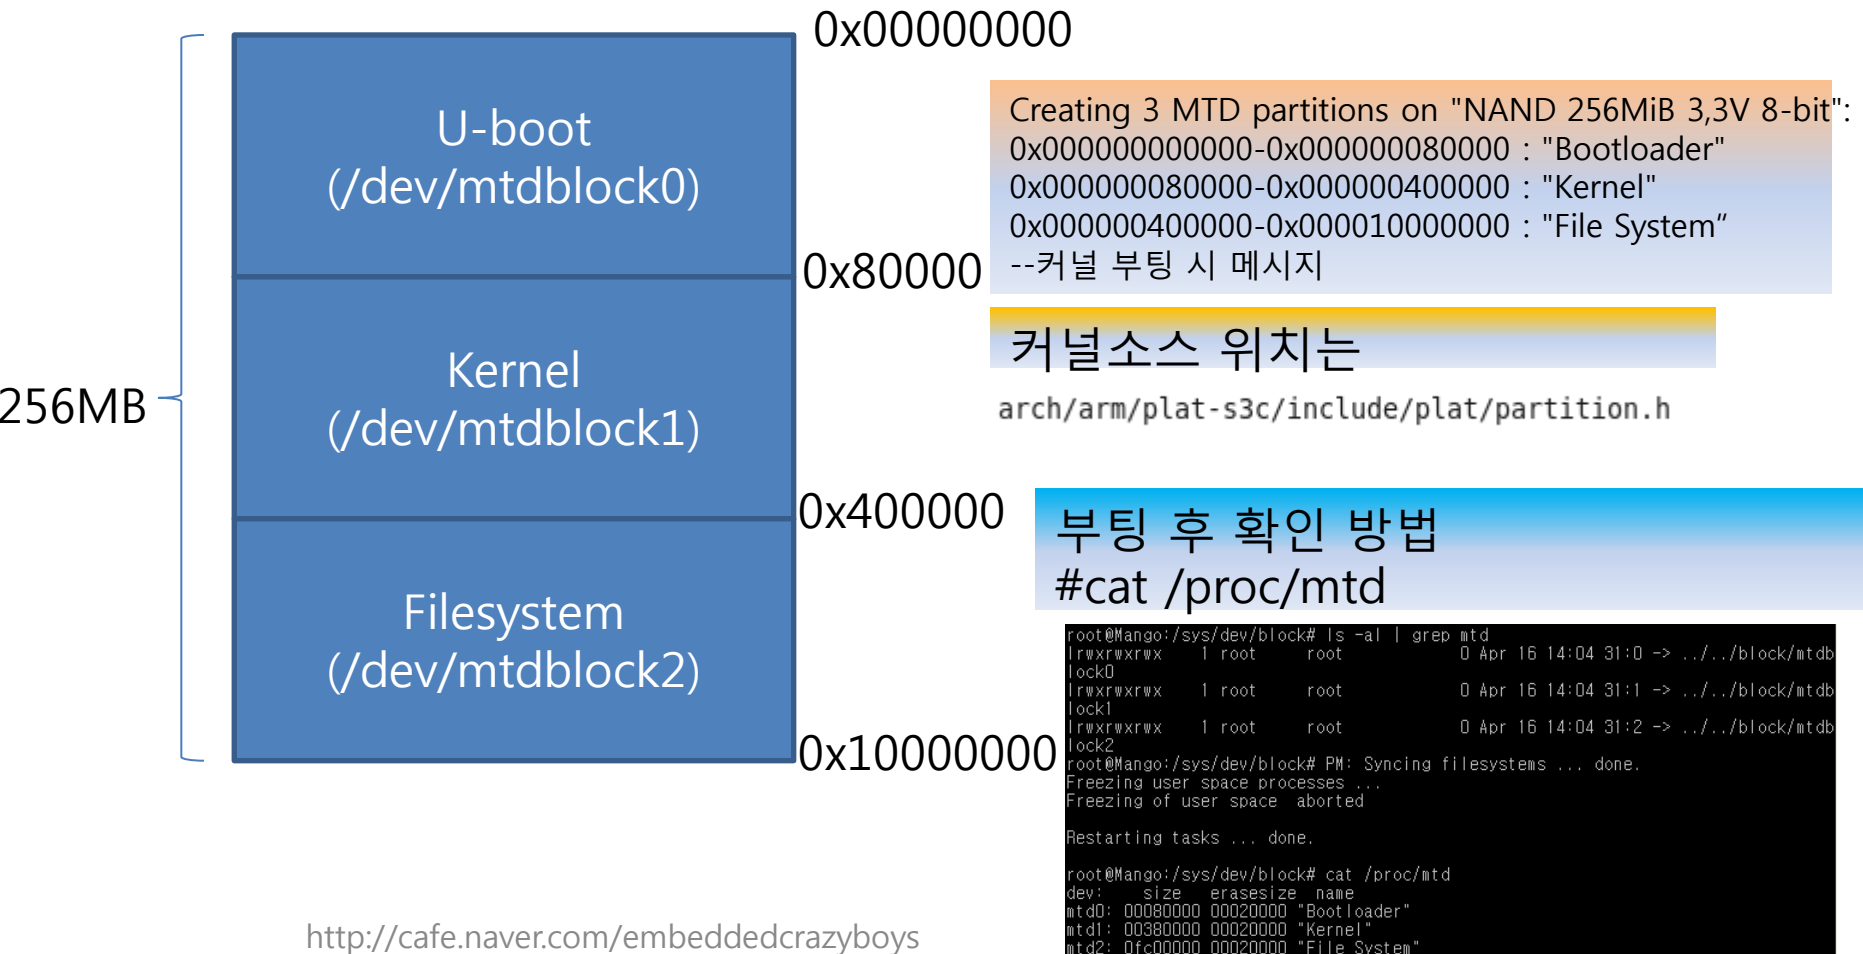 0x00000000
U-boot
(/dev/mtdblock0)
0x80000
Kernel
(/dev/mtdblock1)
256MB
0x400000
Filesystem
(/dev/mtdblock2)
0x10000000
Creating 3 MTD partitions on "NAND 256MiB 3,3V 8-bit":
0x000000000000-0x000000080000 : "Bootloader"
0x000000080000-0x000000400000 : "Kernel"
0x000000400000-0x000010000000 : "File System“
--커널 부팅 시 메시지
커널소스 위치는
arch/arm/plat-s3c/include/plat/partition.h
부팅 후 확인 방법
#cat /proc/mtd
root@Mango:/sys/dev/block# ls -al | grep mtd
lrwxrwxrwx    1 root     root            0 Apr 16 14:04 31:0 -> ../../block/mtdb
lock0
lrwxrwxrwx    1 root     root            0 Apr 16 14:04 31:1 -> ../../block/mtdb
lock1
lrwxrwxrwx    1 root     root            0 Apr 16 14:04 31:2 -> ../../block/mtdb
lock2
root@Mango:/sys/dev/block# PM: Syncing filesystems ... done.
Freezing user space processes ...
Freezing of user space  aborted
Restarting tasks ... done.
root@Mango:/sys/dev/block# cat /proc/mtd
dev:    size   erasesize  name
mtd0: 00080000 00020000 "Bootloader"
mtd1: 00380000 00020000 "Kernel"
mtd2: 0fc00000 00020000 "File System"
http://cafe.naver.com/embeddedcrazyboys